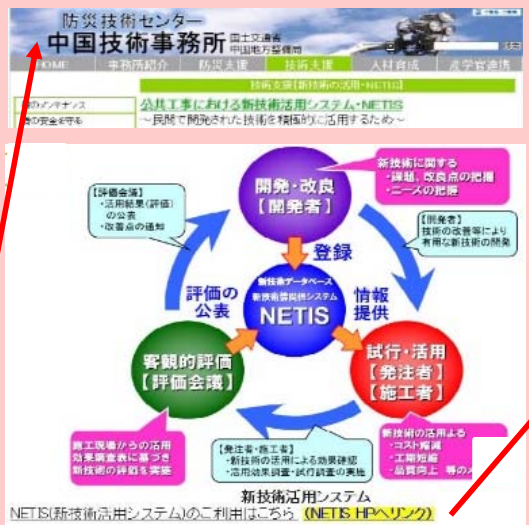 防災技術センター
中国技術事務所 国土交通省
中国地方整備局
HOME 事務所紹介 防災支援 技術支援 人材育成 産学官連携
技術支援【新技術の活用・NETIS】
公共工事における新技術活用システム・NETIS
～民間で開発された技術を積極的に活用するため～
のメンテナンス
の安全を守る
新技術に関する
・課題、改良点の把握
・ニーズの把握
開発・改良
【開発者】
【評価会議】
・活用結果(評価)
の公表
・改善点の通知
【開発者】
技術の改善等により
有用な新技術の開発
登録
評価の
公表
新技術データベース
新技術情報提供システム
NETIS
情報
提供
客観的評価
【評価会議】
試行・活用
【発注者】
【施工者】
施工現場からの活用
効果調査表に基づき
新技術の評価を実施
【発注者・施工者】
・新技術の活用による効果確認
・活用効果調査・試行調査の実施
新技術の活用よる
・コスト縮減
・工期短縮
・品質向上 等の
新技術活用システム
NETIS(新技術活用システム)のご利用はこちら (NETIS HPへリンク)